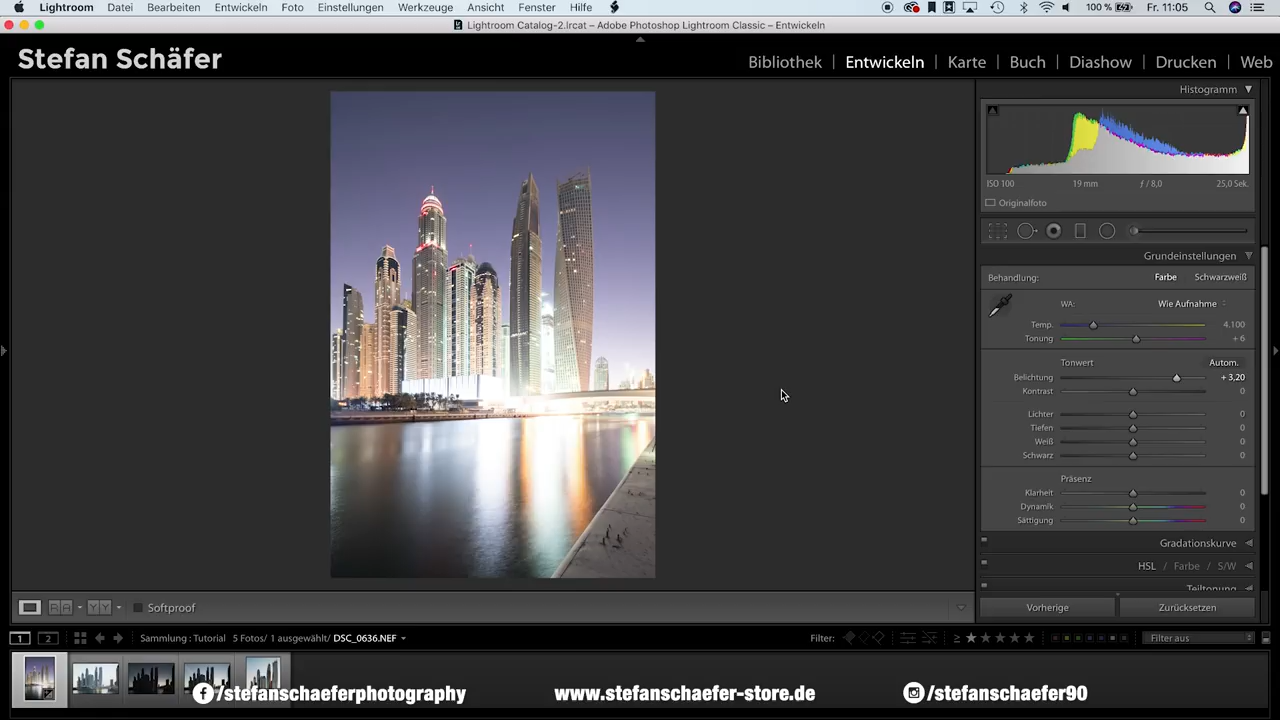 Lightroom Datei Bearbeiten Entwickeln Foto Einstellungen Werkzeuge Ansicht Fenster Hilfe 100 % Fr. 11:05
Lightroom Catalog-2.lrcat – Adobe Photoshop Lightroom Classic – Entwickeln
Stefan Schäfer
Bibliothek | Entwickeln | Karte | Buch | Diashow | Drucken | Web
Histogramm
ISO 100 19 mm ƒ / 8,0 25,0 Sek.
Originalfoto
Grundeinstellungen
Behandlung: Farbe Schwarzweiß
WA: Wie Aufnahme
Temp. 4.100
Tonung + 6
Tonwert Autom.
Belichtung + 3,20
Kontrast 0
Lichter 0
Tiefen 0
Weiß 0
Schwarz 0
Präsenz
Klarheit 0
Dynamik 0
Sättigung 0
Gradationskurve
HSL / Farbe / S/W
Teiltonung
Softproof
Vorherige Zurücksetzen
1 2 Sammlung : Tutorial 5 Fotos/ 1 ausgewählt/ DSC_0636.NEF Filter: ≥ Filter aus
/stefanschaeferphotography www.stefanschaefer-store.de /stefanschaefer90